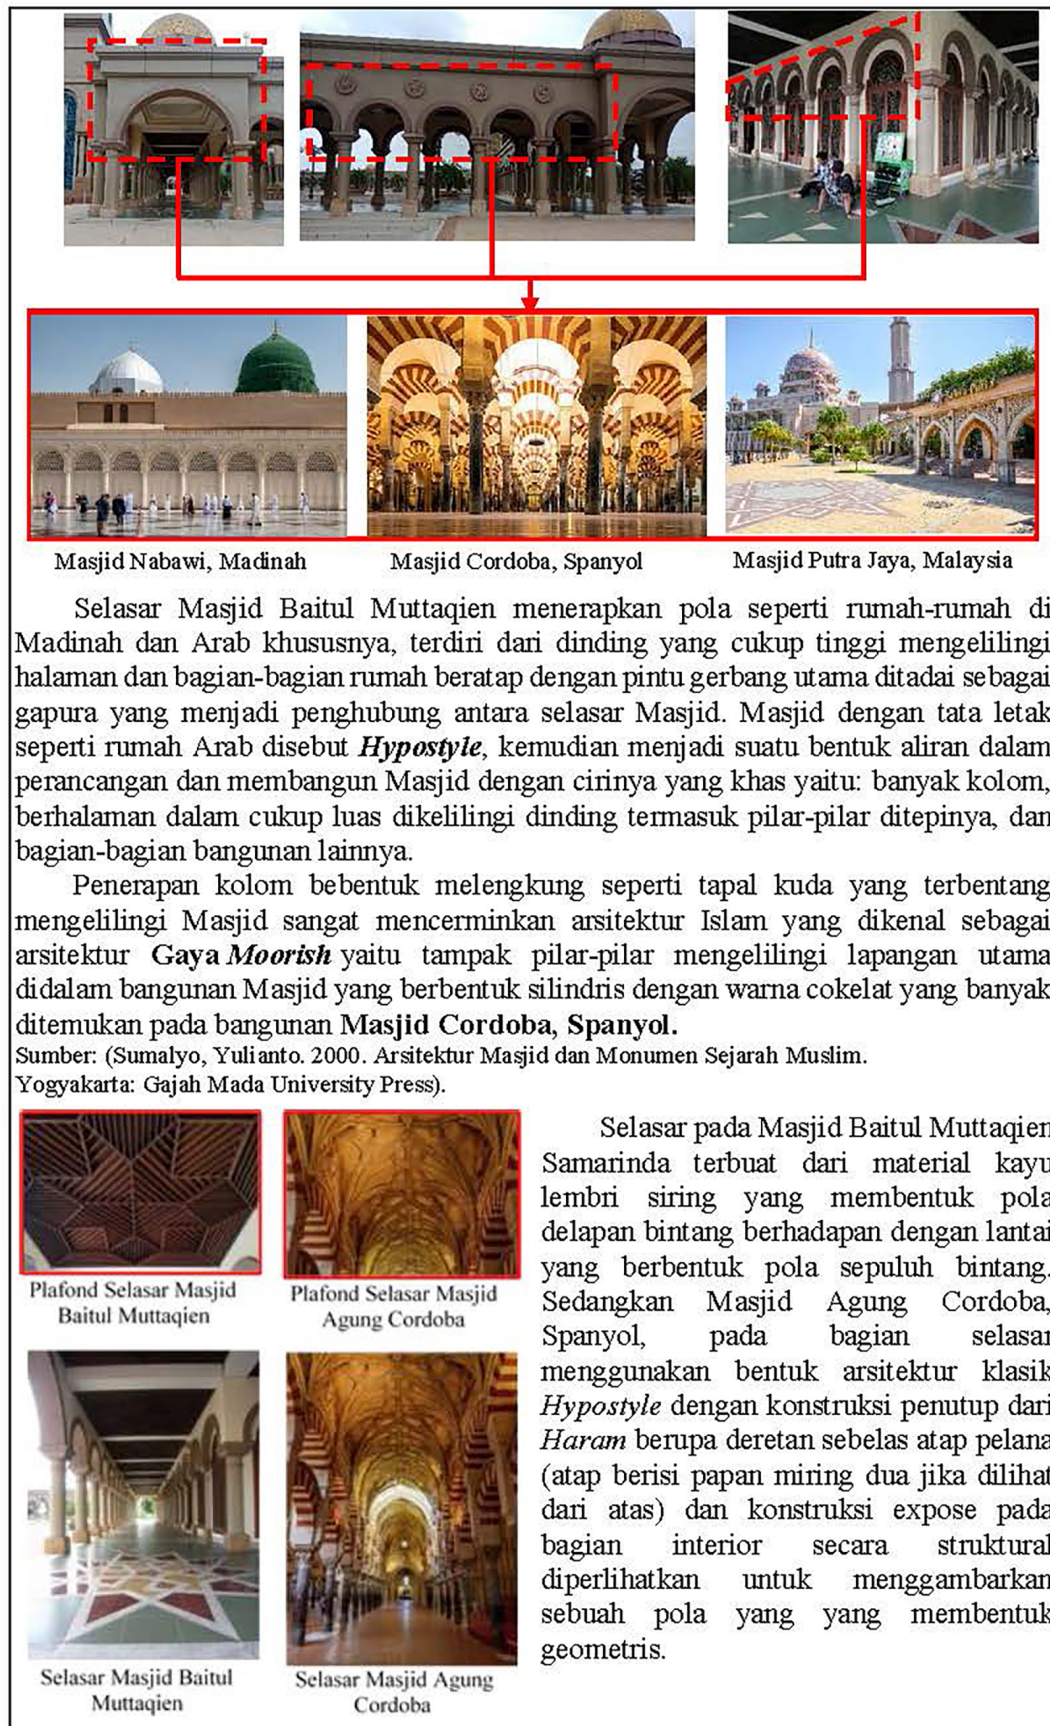 Masjid Nabawi, Madinah
Masjid Cordoba, Spanyol
Masjid Putra Jaya, Malaysia
Selasar Masjid Baitul Muttaqien menerapkan pola seperti rumah-rumah di
Madinah dan Arab khususnya, terdiri dari dinding yang cukup tinggi mengelilingi
halaman dan bagian-bagian rumah beratap dengan pintu gerbang utama ditadai sebagai
gapura yang menjadi penghubung antara selasar Masjid. Masjid dengan tata letak
seperti rumah Arab disebut Hypostyle, kemudian menjadi suatu bentuk aliran dalam
perancangan dan membangun Masjid dengan cirinya yang khas yaitu: banyak kolom,
berhalaman dalam cukup luas dikelilingi dinding termasuk pilar-pilar ditepinya, dan
bagian-bagian bangunan lainnya.
Penerapan kolom bebentuk melengkung seperti tapal kuda yang terbentang
mengelilingi Masjid sangat mencerminkan arsitektur Islam yang dikenal sebagai
arsitektur Gaya Moorish yaitu tampak pilar-pilar mengelilingi lapangan utama
didalam bangunan Masjid yang berbentuk silindris dengan warna cokelat yang banyak
ditemukan pada bangunan Masjid Cordoba, Spanyol.
Sumber: (Sumalyo, Yulianto. 2000. Arsitektur Masjid dan Monumen Sejarah Muslim.
Yogyakarta: Gajah Mada University Press).
Plafond Selasar Masjid
Baitul Muttaqien
Plafond Selasar Masjid
Agung Cordoba
Selasar Masjid Baitul
Muttaqien
Selasar Masjid Agung
Cordoba
Selasar pada Masjid Baitul Muttaqien
Samarinda terbuat dari material kayu
lembri siring yang membentuk pola
delapan bintang berhadapan dengan lantai
yang berbentuk pola sepuluh bintang.
Sedangkan Masjid Agung Cordoba,
Spanyol, pada bagian selasar
menggunakan bentuk arsitektur klasik
Hypostyle dengan konstruksi penutup dari
Haram berupa deretan sebelas atap pelana
(atap berisi papan miring dua jika dilihat
dari atas) dan konstruksi expose pada
bagian interior secara struktural
diperlihatkan untuk menggambarkan
sebuah pola yang yang membentuk
geometris.